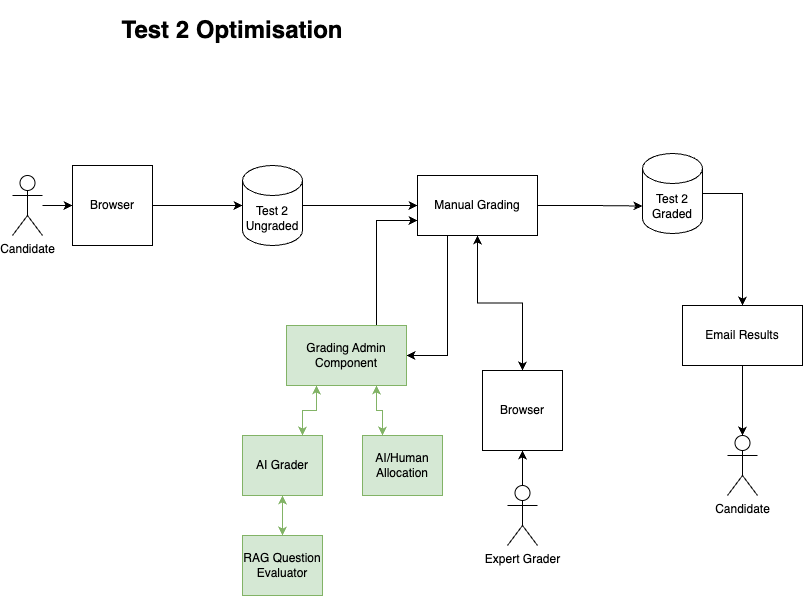 Test 2 Optimisation
Candidate
Browser
Test 2
Ungraded
Manual Grading
Test 2
Graded
Grading Admin
Component
Email Results
AI Grader
AI/Human
Allocation
Browser
RAG Question
Evaluator
Expert Grader
Candidate